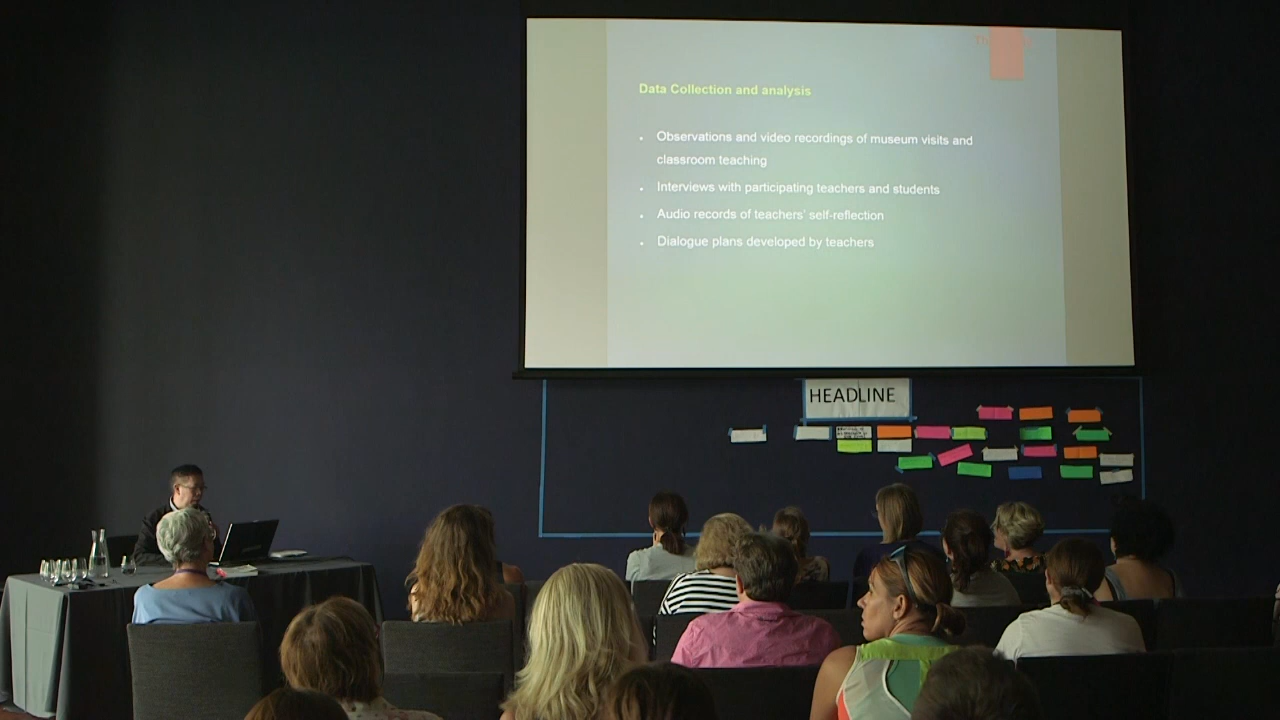 Data Collection and analysis
• Observations and video recordings of museum visits and
classroom teaching
• Interviews with participating teachers and students
• Audio records of teachers' self-reflection
• Dialogue plans developed by teachers
HEADLINE